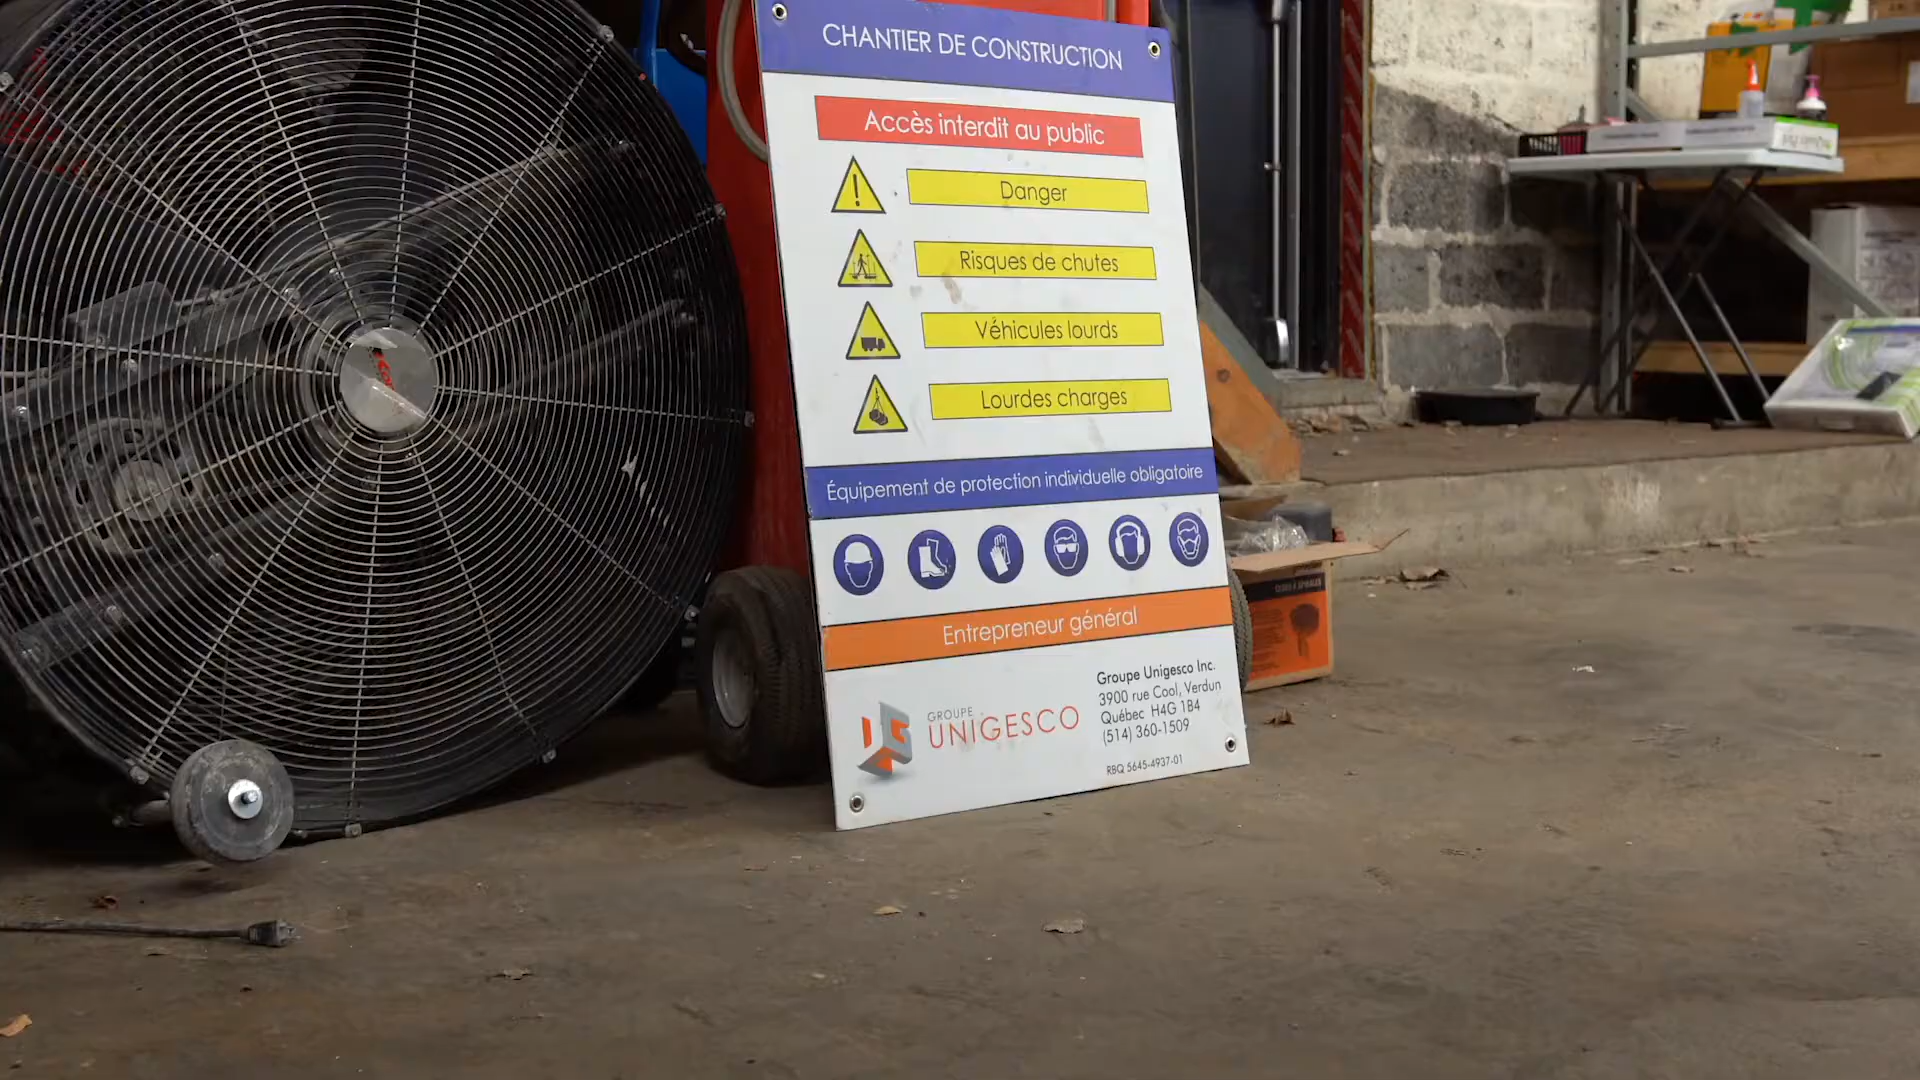 CHANTIER DE CONSTRUCTION
Accès interdit au public
Danger
Risques de chutes
Véhicules lourds
Lourdes charges
Équipement de protection individuelle obligatoire
Entrepreneur général
GROUPE
UNIGESCO
Groupe Unigesco Inc.
3900 rue Cool, Verdun
Québec H4G 1B4
(514) 360-1509
RBQ 5645-4937-01